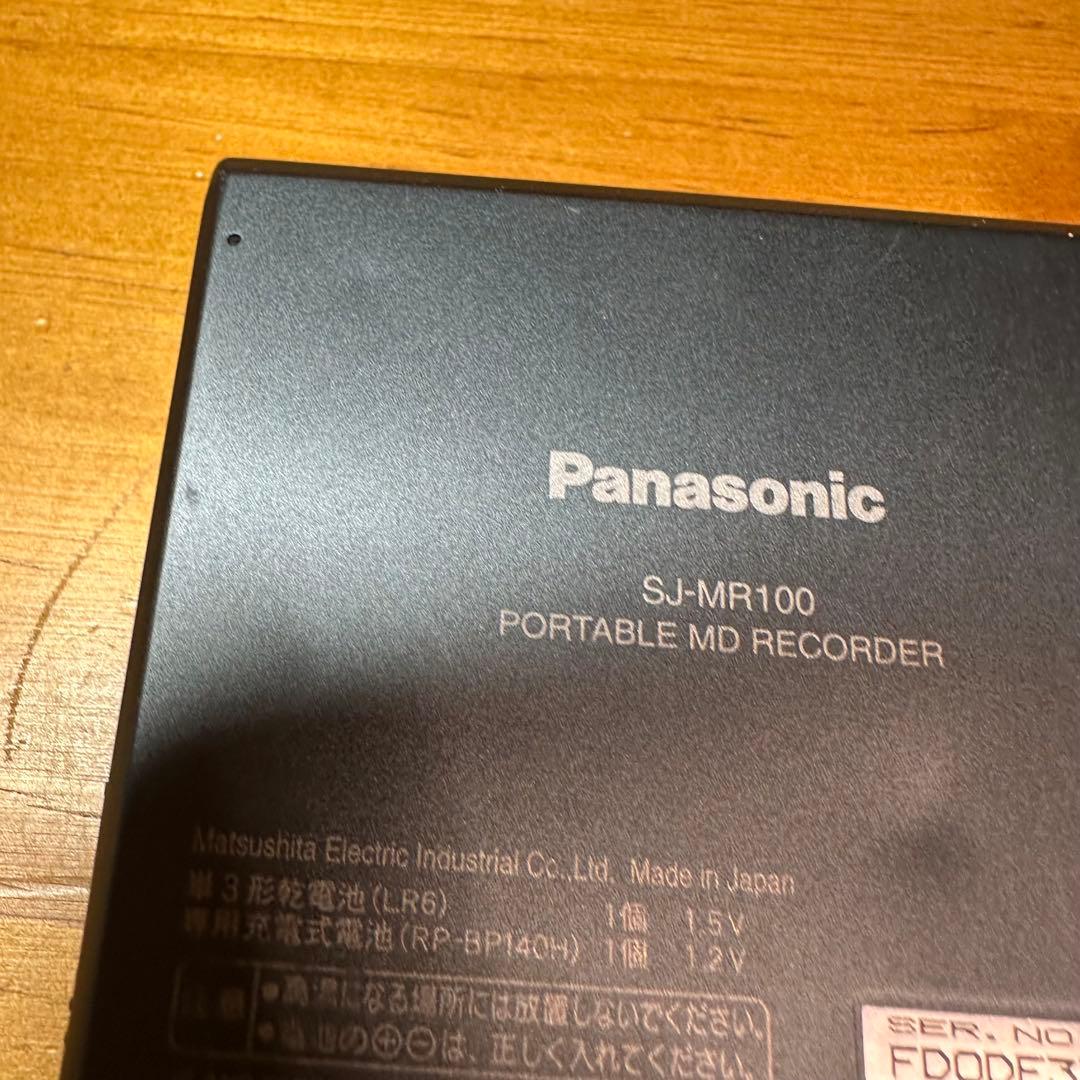 Panasonic
SJ-MR100
PORTABLE MD RECORDER
Matsushita Electric Industrial Co.,Ltd. Made in Japan
単3形乾電池(LR6) 1個 1.5V
専用充電式電池(RP-BP140H) 1個 1.2V
注意
●高温になる場所には放置しないでください。
●電池の⊕⊖は、正しく入れてください。
SER. NO
FD0DE3